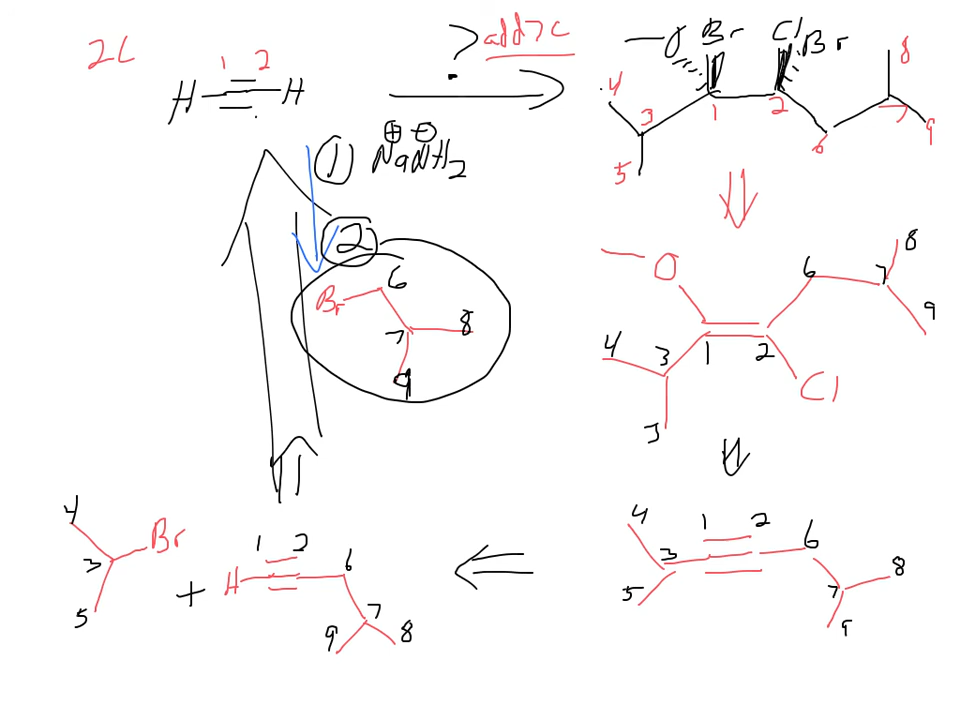 2C
H 1 2 H
? add 7 C
O Br Cl Br
4 3 5 1 2 6 7 8 9
① NaNH2
⊕ ⊖
②
Br 6 7 8 9
O 4 3 1 2 6 7 8 9 Cl
4 3 5 Br
+
H 1 2 6 7 8 9
4 3 5 1 2 6 7 8 9